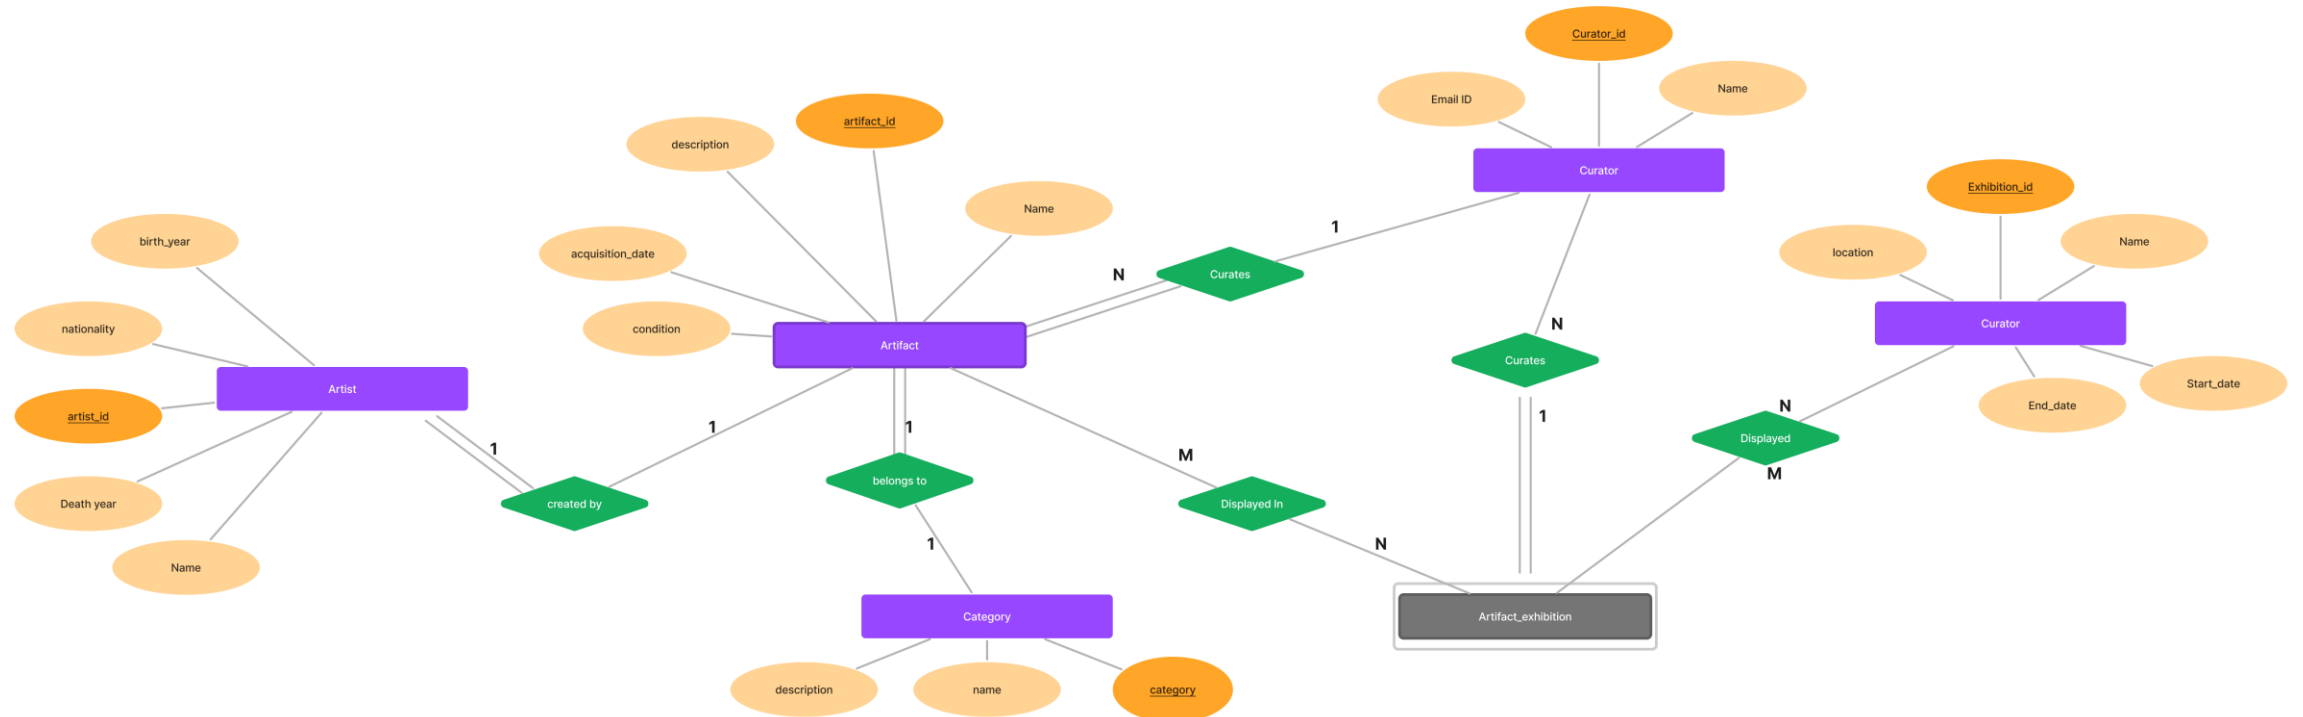 Curator_id
Email ID
Name
Curator
artifact_id
description
Name
acquisition_date
condition
Artifact
N
Curates
1
birth_year
nationality
Artist
artist_id
Death year
Name
1
created by
1
1
belongs to
1
Category
description
name
category
M
Displayed In
N
N
Curates
1
Exhibition_id
location
Name
Curator
End_date
Start_date
N
Displayed
M
Artifact_exhibition